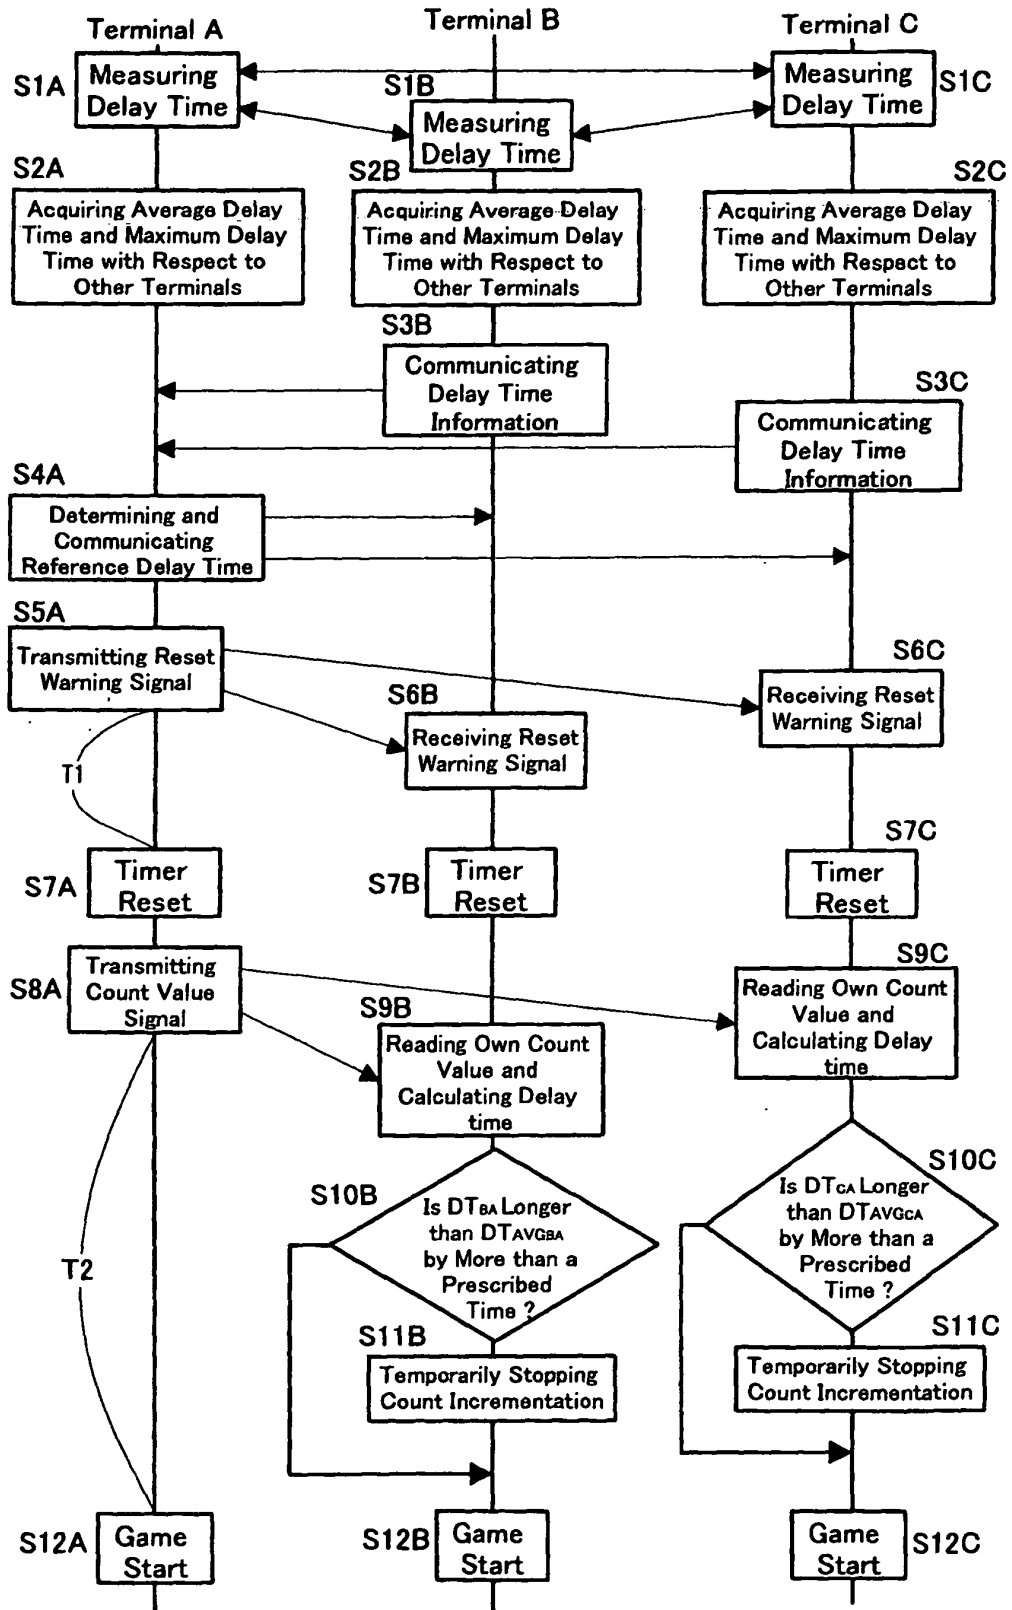 Terminal A
Terminal B
Terminal C
S1A
Measuring
Delay Time
S1B
Measuring
Delay Time
Measuring
Delay Time
S1C
S2A
Acquiring Average Delay
Time and Maximum Delay
Time with Respect to
Other Terminals
S2B
Acquiring Average Delay
Time and Maximum Delay
Time with Respect to
Other Terminals
S2C
Acquiring Average Delay
Time and Maximum Delay
Time with Respect to
Other Terminals
S3B
Communicating
Delay Time
Information
S3C
Communicating
Delay Time
Information
S4A
Determining and
Communicating
Reference Delay Time
S5A
Transmitting Reset
Warning Signal
S6B
Receiving Reset
Warning Signal
S6C
Receiving Reset
Warning Signal
T1
S7A
Timer
Reset
S7B
Timer
Reset
S7C
Timer
Reset
S8A
Transmitting
Count Value
Signal
S9B
Reading Own Count
Value and
Calculating Delay
time
S9C
Reading Own Count
Value and
Calculating Delay
time
S10B
Is DTBA Longer
than DTAVGBA
by More than a
Prescribed
Time ?
S10C
Is DTCA Longer
than DTAVGCA
by More than a
Prescribed
Time ?
T2
S11B
Temporarily Stopping
Count Incrementation
S11C
Temporarily Stopping
Count Incrementation
S12A
Game
Start
S12B
Game
Start
Game
Start
S12C